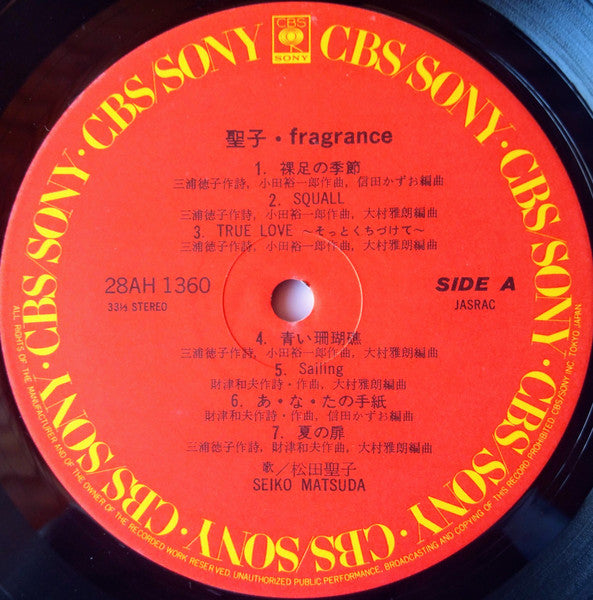 CBS
SONY
CBS/SONY · CBS/SONY · CBS/SONY · CBS/SONY · CBS/SONY · CBS/SONY · CBS/SONY · CBS/SONY
聖子・fragrance
1. 裸足の季節
三浦徳子作詩, 小田裕一郎作曲, 信田かずお編曲
2. SQUALL
三浦徳子作詩, 小田裕一郎作曲, 大村雅朗編曲
3. TRUE LOVE ～そっとくちづけて～
三浦徳子作詩, 小田裕一郎作曲, 大村雅朗編曲
28AH 1360
33⅓ STEREO
SIDE A
JASRAC
4. 青い珊瑚礁
三浦徳子作詩, 小田裕一郎作曲, 大村雅朗編曲
5. Sailing
財津和夫作詩・作曲, 大村雅朗編曲
6. あ・な・たの手紙
財津和夫作詩・作曲, 信田かずお編曲
7. 夏の扉
三浦徳子作詩, 財津和夫作曲, 大村雅朗編曲
歌／松田聖子
SEIKO MATSUDA
ALL RIGHTS OF THE MANUFACTURER AND OF THE OWNER OF THE RECORDED WORK RESERVED. UNAUTHORIZED PUBLIC PERFORMANCE, BROADCASTING AND COPYING OF THIS RECORD PROHIBITED CBS/SONY INC. TOKYO JAPAN